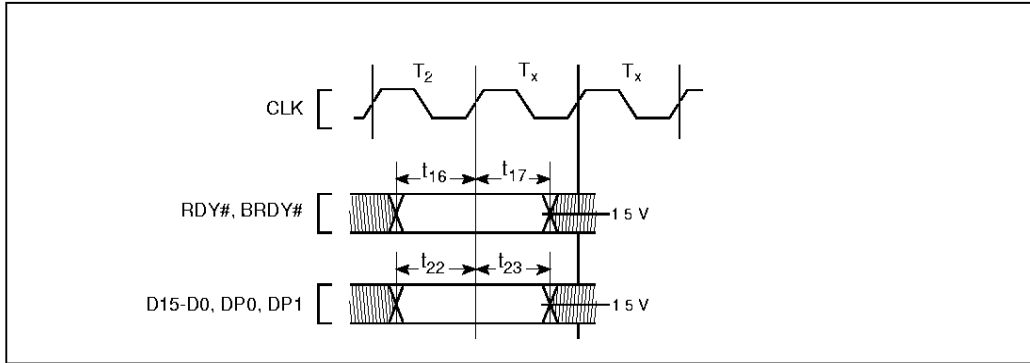 T2 Tx Tx
CLK
t16 t17
RDY#, BRDY#
1 5 V
t22 t23
D15-D0, DP0, DP1
1 5 V